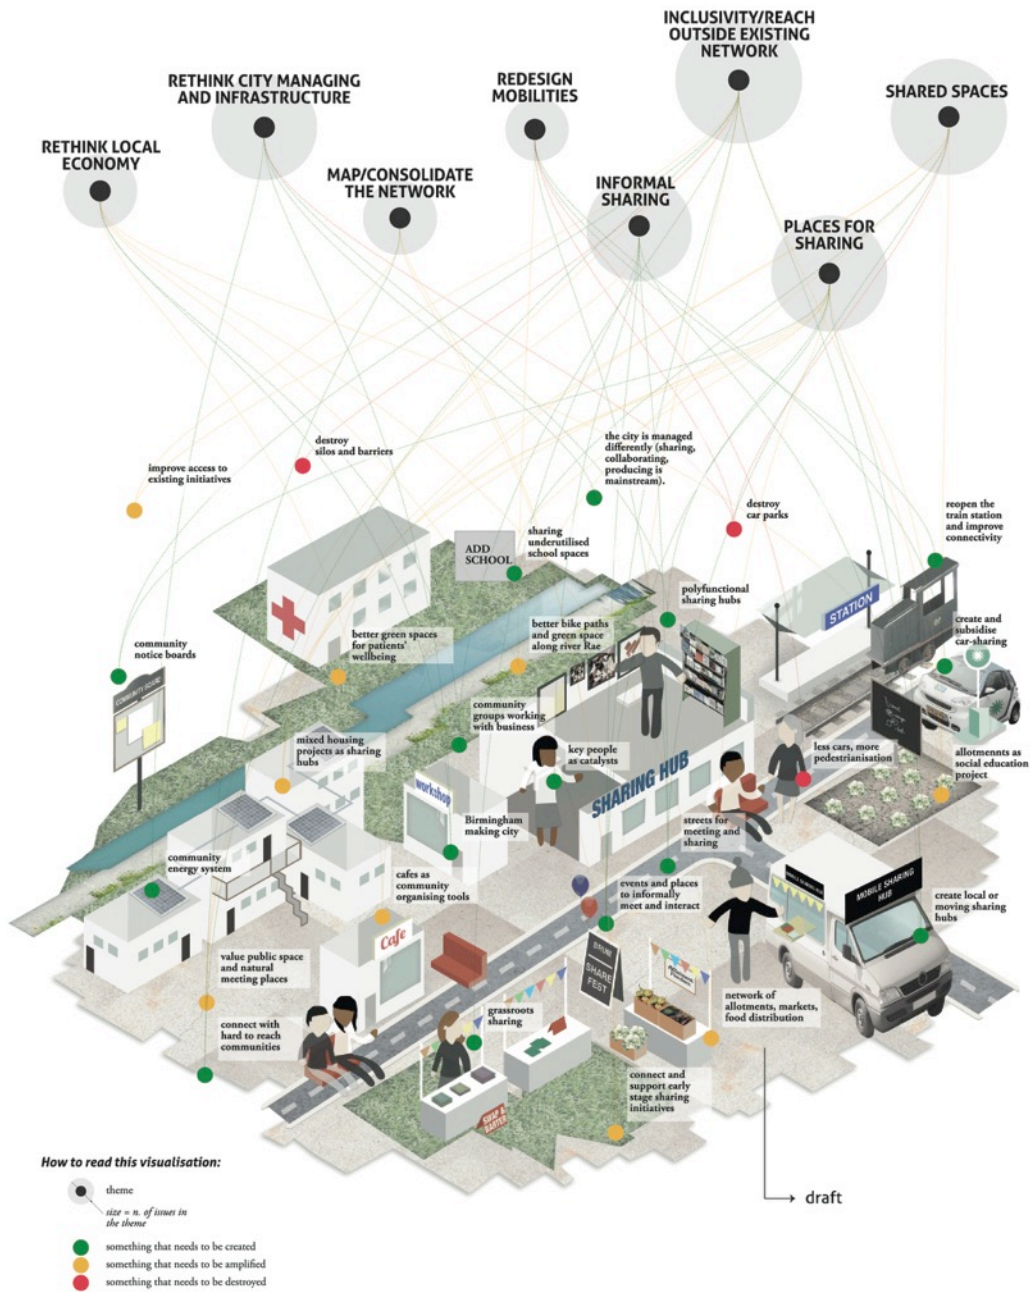 INCLUSIVITY/REACH
OUTSIDE EXISTING
NETWORK
RETHINK CITY MANAGING
AND INFRASTRUCTURE
REDESIGN
MOBILITIES
SHARED SPACES
RETHINK LOCAL
ECONOMY
MAP/CONSOLIDATE
THE NETWORK
INFORMAL
SHARING
PLACES FOR
SHARING
destroy
silos and barriers
the city is managed
differently (sharing,
collaborating,
producing is
mainstream).
improve access to
existing initiatives
destroy
car parks
reopen the
train station
and improve
connectivity
sharing
underutilised
school spaces
ADD
SCHOOL
polyfunctional
sharing hubs
STATION
create and
subsidise
car-sharing
better green spaces
for patients'
wellbeing
better bike paths
and green space
along river Rae
community
notice boards
community
groups working
with business
mixed housing
projects as sharing
hubs
key people
as catalysts
less cars, more
pedestrianisation
allotmennts as
social education
project
SHARING HUB
workshop
Birmingham
making city
streets for
meeting and
sharing
community
energy system
cafes as
community
organising tools
events and places
to informally
meet and interact
MOBILE SHARING
HUB
create local or
moving sharing
hubs
Cafe
value public space
and natural
meeting places
BRUM
SHARE
FEST
network of
allotments, markets,
food distribution
connect with
hard to reach
communities
grassroots
sharing
connect and
support early
stage sharing
initiatives
SWAP &
BARTER
How to read this visualisation:
theme
size = n. of issues in
the theme
draft
something that needs to be created
something that needs to be amplified
something that needs to be destroyed